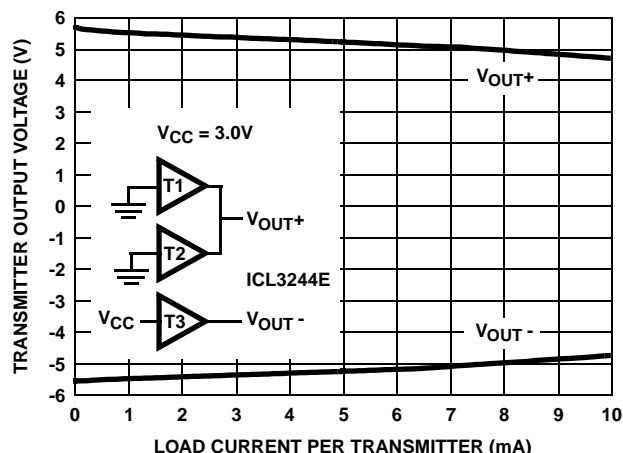 TRANSMITTER OUTPUT VOLTAGE (V)
6
5
4
3
2
1
0
-1
-2
-3
-4
-5
-6
VOUT+
VCC = 3.0V
T1
VOUT+
T2
ICL3244E
VCC
T3
VOUT -
VOUT -
0 1 2 3 4 5 6 7 8 9 10
LOAD CURRENT PER TRANSMITTER (mA)